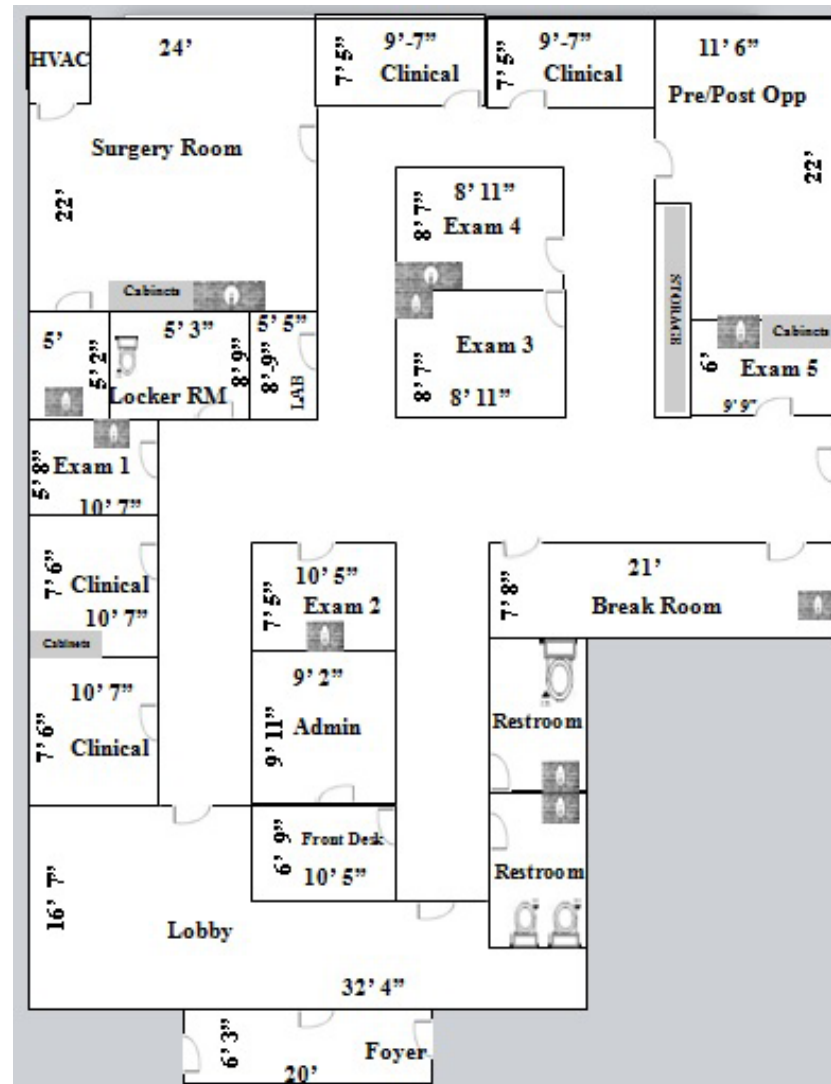 HVAC
24'
Surgery Room
22'
Cabinets
7' 5"
9'-7"
Clinical
7' 5"
9'-7"
Clinical
11' 6"
Pre/Post Opp
22'
8' 11"
8' 7"
Exam 4
Exam 3
8' 7"
8' 11"
STORAGE
Cabinets
6'
Exam 5
9' 9"
5'
5' 2"
5' 3"
8' 9"
Locker RM
5' 5"
8'-9"
LAB
5' 8"
Exam 1
10' 7"
7' 6"
Clinical
10' 7"
Cabinets
10' 7"
7' 6"
Clinical
10' 5"
7' 5"
Exam 2
9' 2"
9' 11"
Admin
6' 9"
Front Desk
10' 5"
21'
7' 8"
Break Room
Restroom
Restroom
16' 7"
Lobby
32' 4"
6' 3"
Foyer
20'